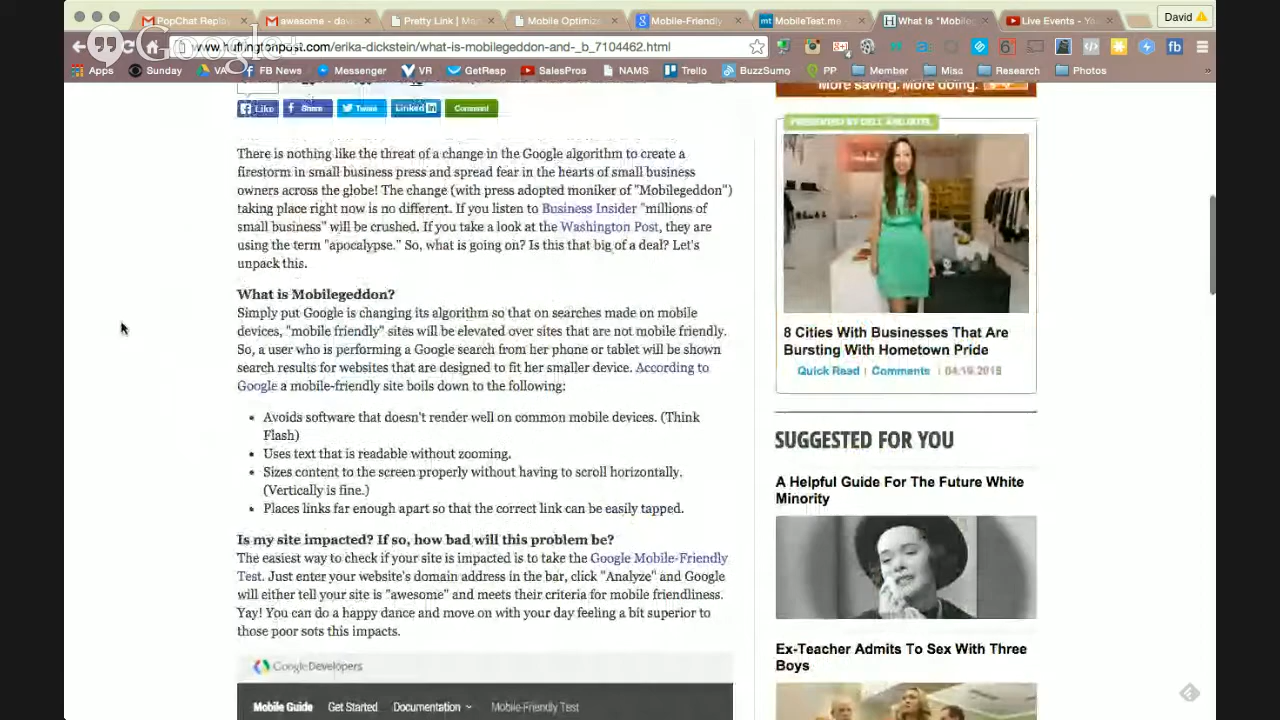 PopChat Replay
awesome - davi
Pretty Link | Man
Mobile Optimize
Mobile-Friendly
MobileTest.me
What Is "Mobile
Live Events - You
David
Google+
huffingtonpost.com/erika-dickstein/what-is-mobilegeddon-and-_b_7104462.html
Apps
Sunday
VA
FB News
Messenger
VR
GetResp
SalesPros
NAMS
Trello
BuzzSumo
PP
Member
Misc
Research
Photos
»
Like
Share
Tweet
Linked in
Comment
There is nothing like the threat of a change in the Google algorithm to create a
firestorm in small business press and spread fear in the hearts of small business
owners across the globe! The change (with press adopted moniker of "Mobilegeddon")
taking place right now is no different. If you listen to Business Insider "millions of
small business" will be crushed. If you take a look at the Washington Post, they are
using the term "apocalypse." So, what is going on? Is this that big of a deal? Let's
unpack this.
What is Mobilegeddon?
Simply put Google is changing its algorithm so that on searches made on mobile
devices, "mobile friendly" sites will be elevated over sites that are not mobile friendly.
So, a user who is performing a Google search from her phone or tablet will be shown
search results for websites that are designed to fit her smaller device. According to
Google a mobile-friendly site boils down to the following:
• Avoids software that doesn't render well on common mobile devices. (Think
Flash)
• Uses text that is readable without zooming.
• Sizes content to the screen properly without having to scroll horizontally.
(Vertically is fine.)
• Places links far enough apart so that the correct link can be easily tapped.
Is my site impacted? If so, how bad will this problem be?
The easiest way to check if your site is impacted is to take the Google Mobile-Friendly
Test. Just enter your website's domain address in the bar, click "Analyze" and Google
will either tell your site is "awesome" and meets their criteria for mobile friendliness.
Yay! You can do a happy dance and move on with your day feeling a bit superior to
those poor sots this impacts.
Google Developers
Mobile Guide
Get Started
Documentation
Mobile-Friendly Test
More saving. More doing.
PRESENTED BY
8 Cities With Businesses That Are
Bursting With Hometown Pride
Quick Read | Comments | 04.19.2015
SUGGESTED FOR YOU
A Helpful Guide For The Future White
Minority
Ex-Teacher Admits To Sex With Three
Boys